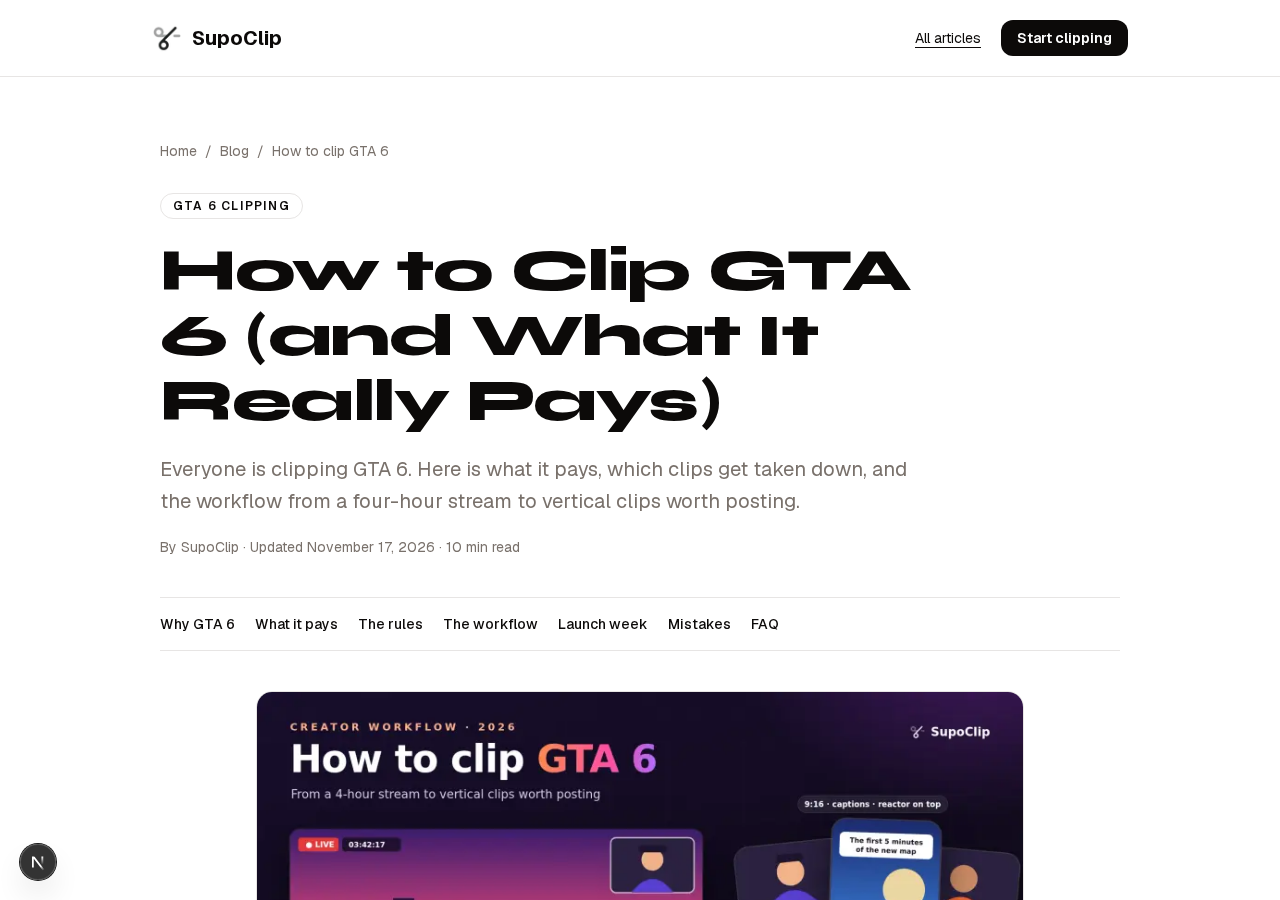 SupoClip
All articles
Start clipping
Home / Blog / How to clip GTA 6
GTA 6 CLIPPING
How to Clip GTA
6 (and What It
Really Pays)
Everyone is clipping GTA 6. Here is what it pays, which clips get taken down, and
the workflow from a four-hour stream to vertical clips worth posting.
By SupoClip · Updated November 17, 2026 · 10 min read
Why GTA 6
What it pays
The rules
The workflow
Launch week
Mistakes
FAQ
CREATOR WORKFLOW · 2026
SupoClip
How to clip GTA 6
From a 4-hour stream to vertical clips worth posting
9:16 · captions · reactor on top
LIVE
03:42:17
The first 5 minutes
of the new map
N